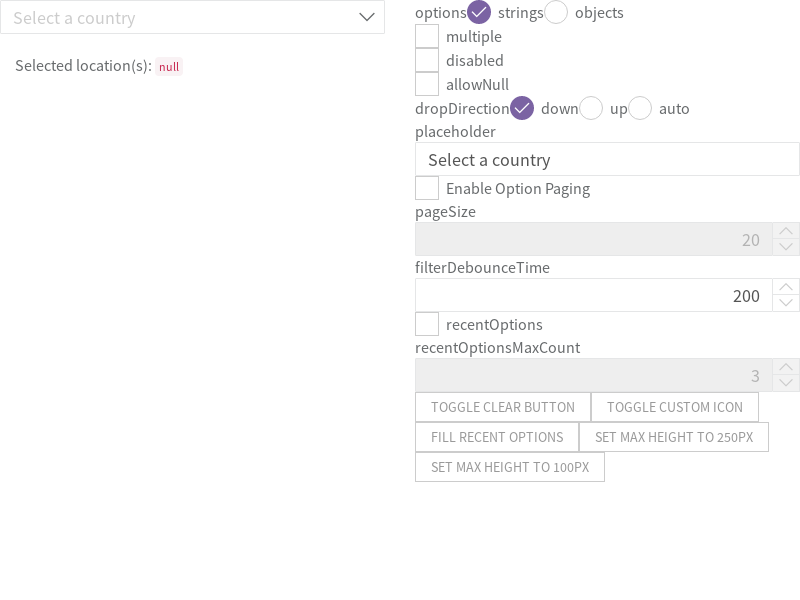 Select a country
Selected location(s): null
options strings objects
multiple
disabled
allowNull
dropDirection down up auto
placeholder
Select a country
Enable Option Paging
pageSize
20
filterDebounceTime
200
recentOptions
recentOptionsMaxCount
3
TOGGLE CLEAR BUTTON TOGGLE CUSTOM ICON
FILL RECENT OPTIONS SET MAX HEIGHT TO 250PX
SET MAX HEIGHT TO 100PX